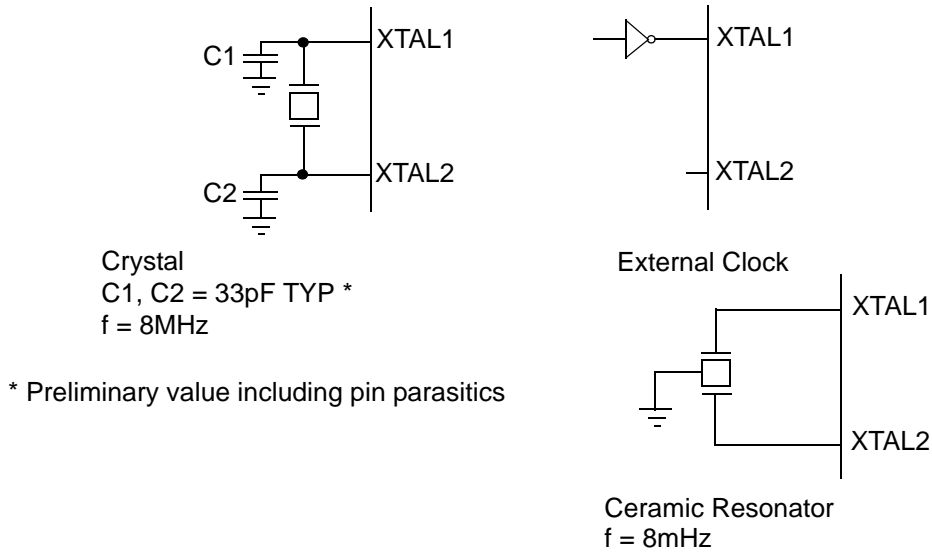 XTAL1
C1
XTAL2
C2
Crystal
C1, C2 = 33pF TYP *
f = 8MHz
* Preliminary value including pin parasitics
XTAL1
XTAL2
External Clock
XTAL1
XTAL2
Ceramic Resonator
f = 8mHz